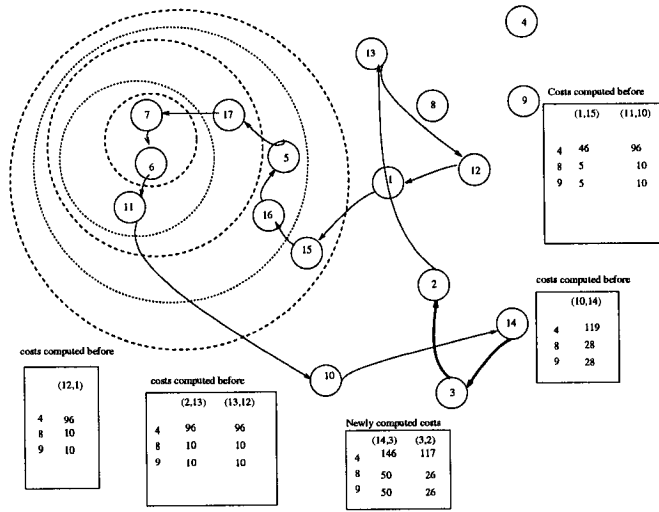 4
13
8
9
Costs computed before
(1,15) (11,10)
4 46 96
8 5 10
9 5 10
7
17
5
6
12
1
11
16
15
2
costs computed before
(10,14)
4 119
8 28
9 28
14
10
3
costs computed before
(12,1)
4 96
8 10
9 10
costs computed before
(2,13) (13,12)
4 96 96
8 10 10
9 10 10
Newly computed costs
(14,3) (3,2)
4 146 117
8 50 26
9 50 26